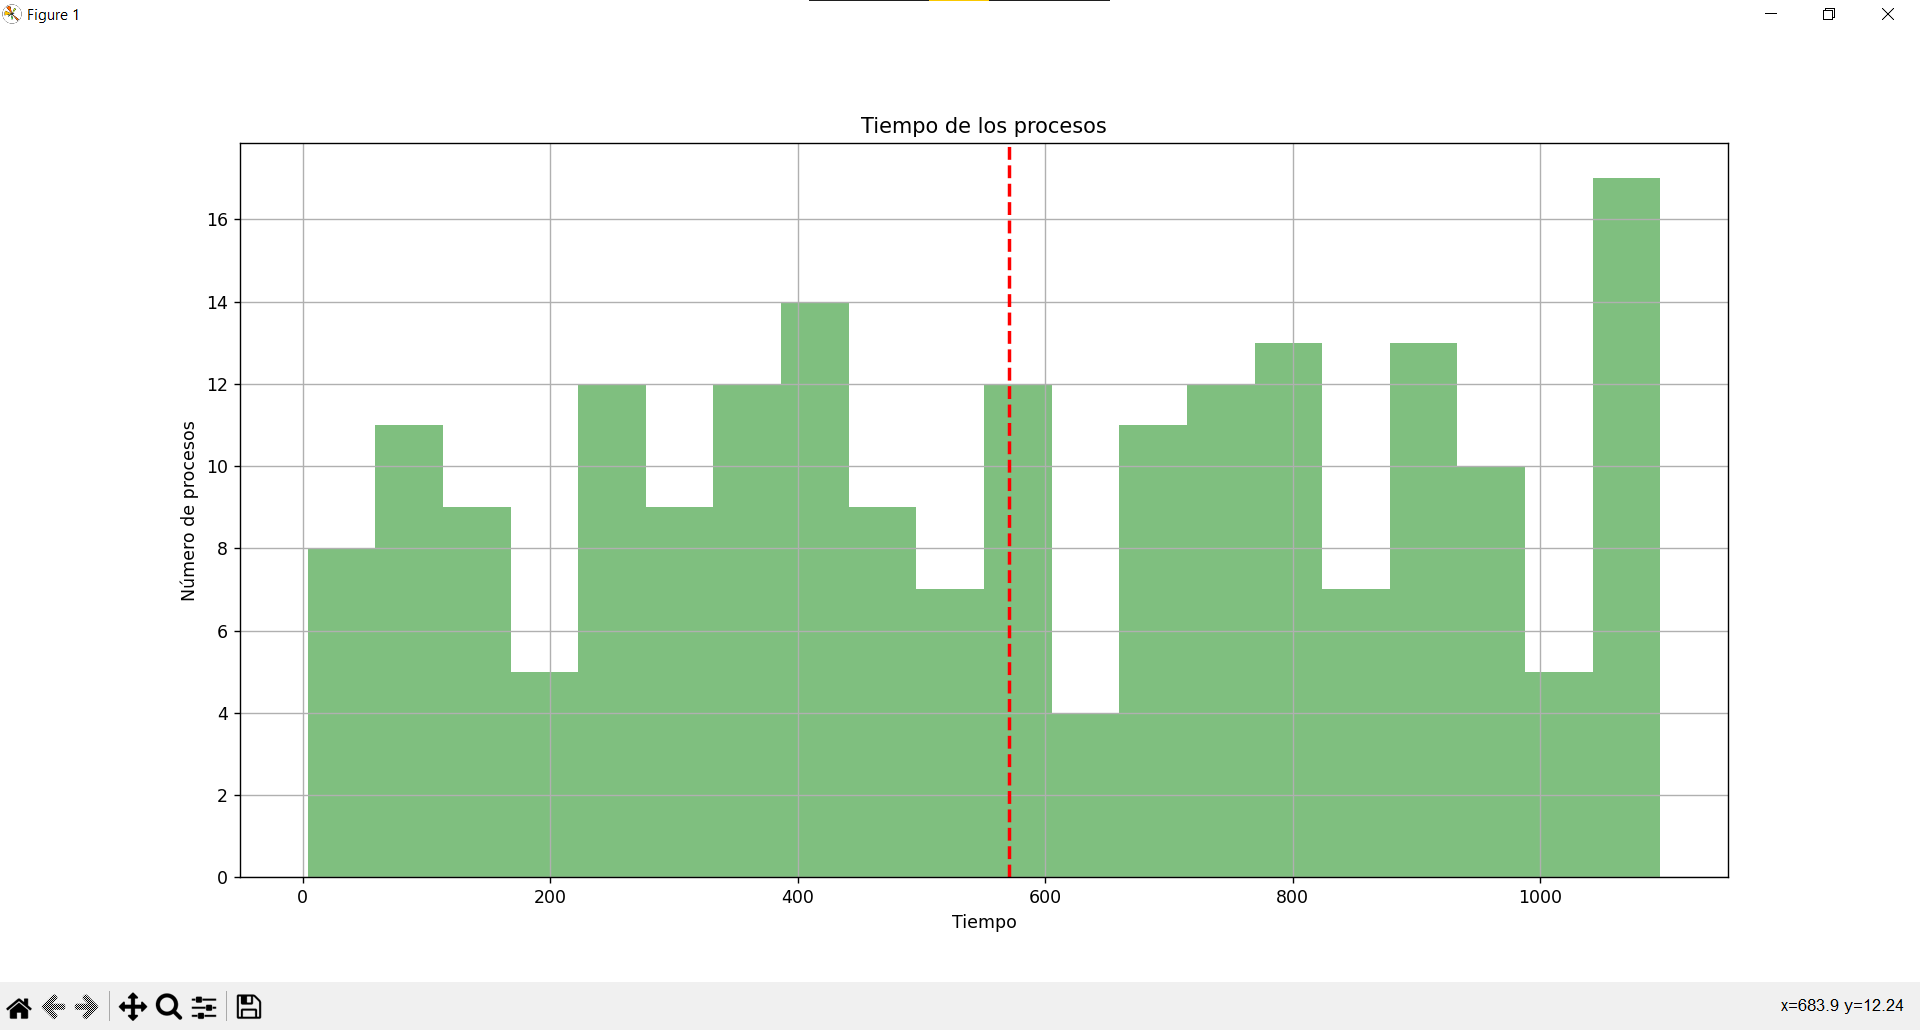 Figure 1
Tiempo de los procesos
16
14
12
10
8
6
4
2
0
Número de procesos
0 200 400 600 800 1000
Tiempo
x=683.9 y=12.24